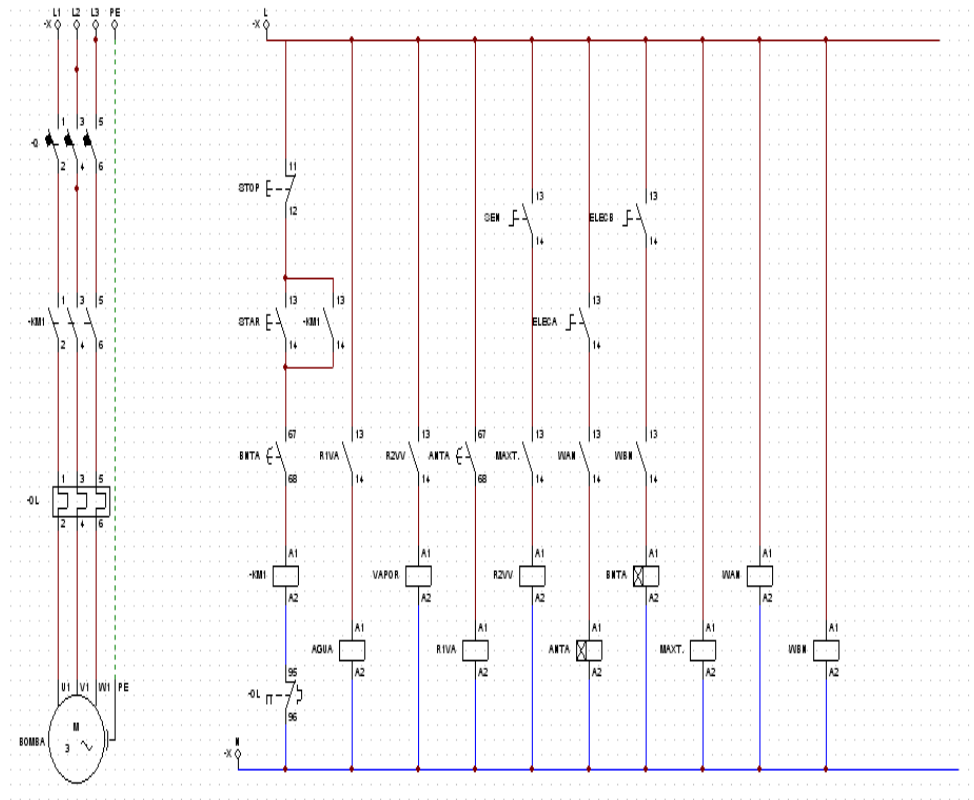 L1 L2 L3 PE
-X
L
-X
1 3 5
-Q
2 4 6
11
STOP
12
13
SEN
14
13
ELECB
14
1 3 5
-KM1
2 4 6
13
STAR
14
13
-KM1
14
13
ELECA
14
67
BNTA
68
13
R1VA
14
13
R2VV
14
67
ANTA
68
13
MAXT.
14
13
WAN
14
13
WBN
14
1 3 5
-OL
2 4 6
A1
-KM1
A2
A1
VAPOR
A2
A1
R2VV
A2
A1
BNTA
A2
A1
WAN
A2
A1
AGUA
A2
A1
R1VA
A2
A1
ANTA
A2
A1
MAXT.
A2
A1
WBN
A2
95
-OL
96
U1 V1 W1 PE
M
3
BOMBA
N
-X